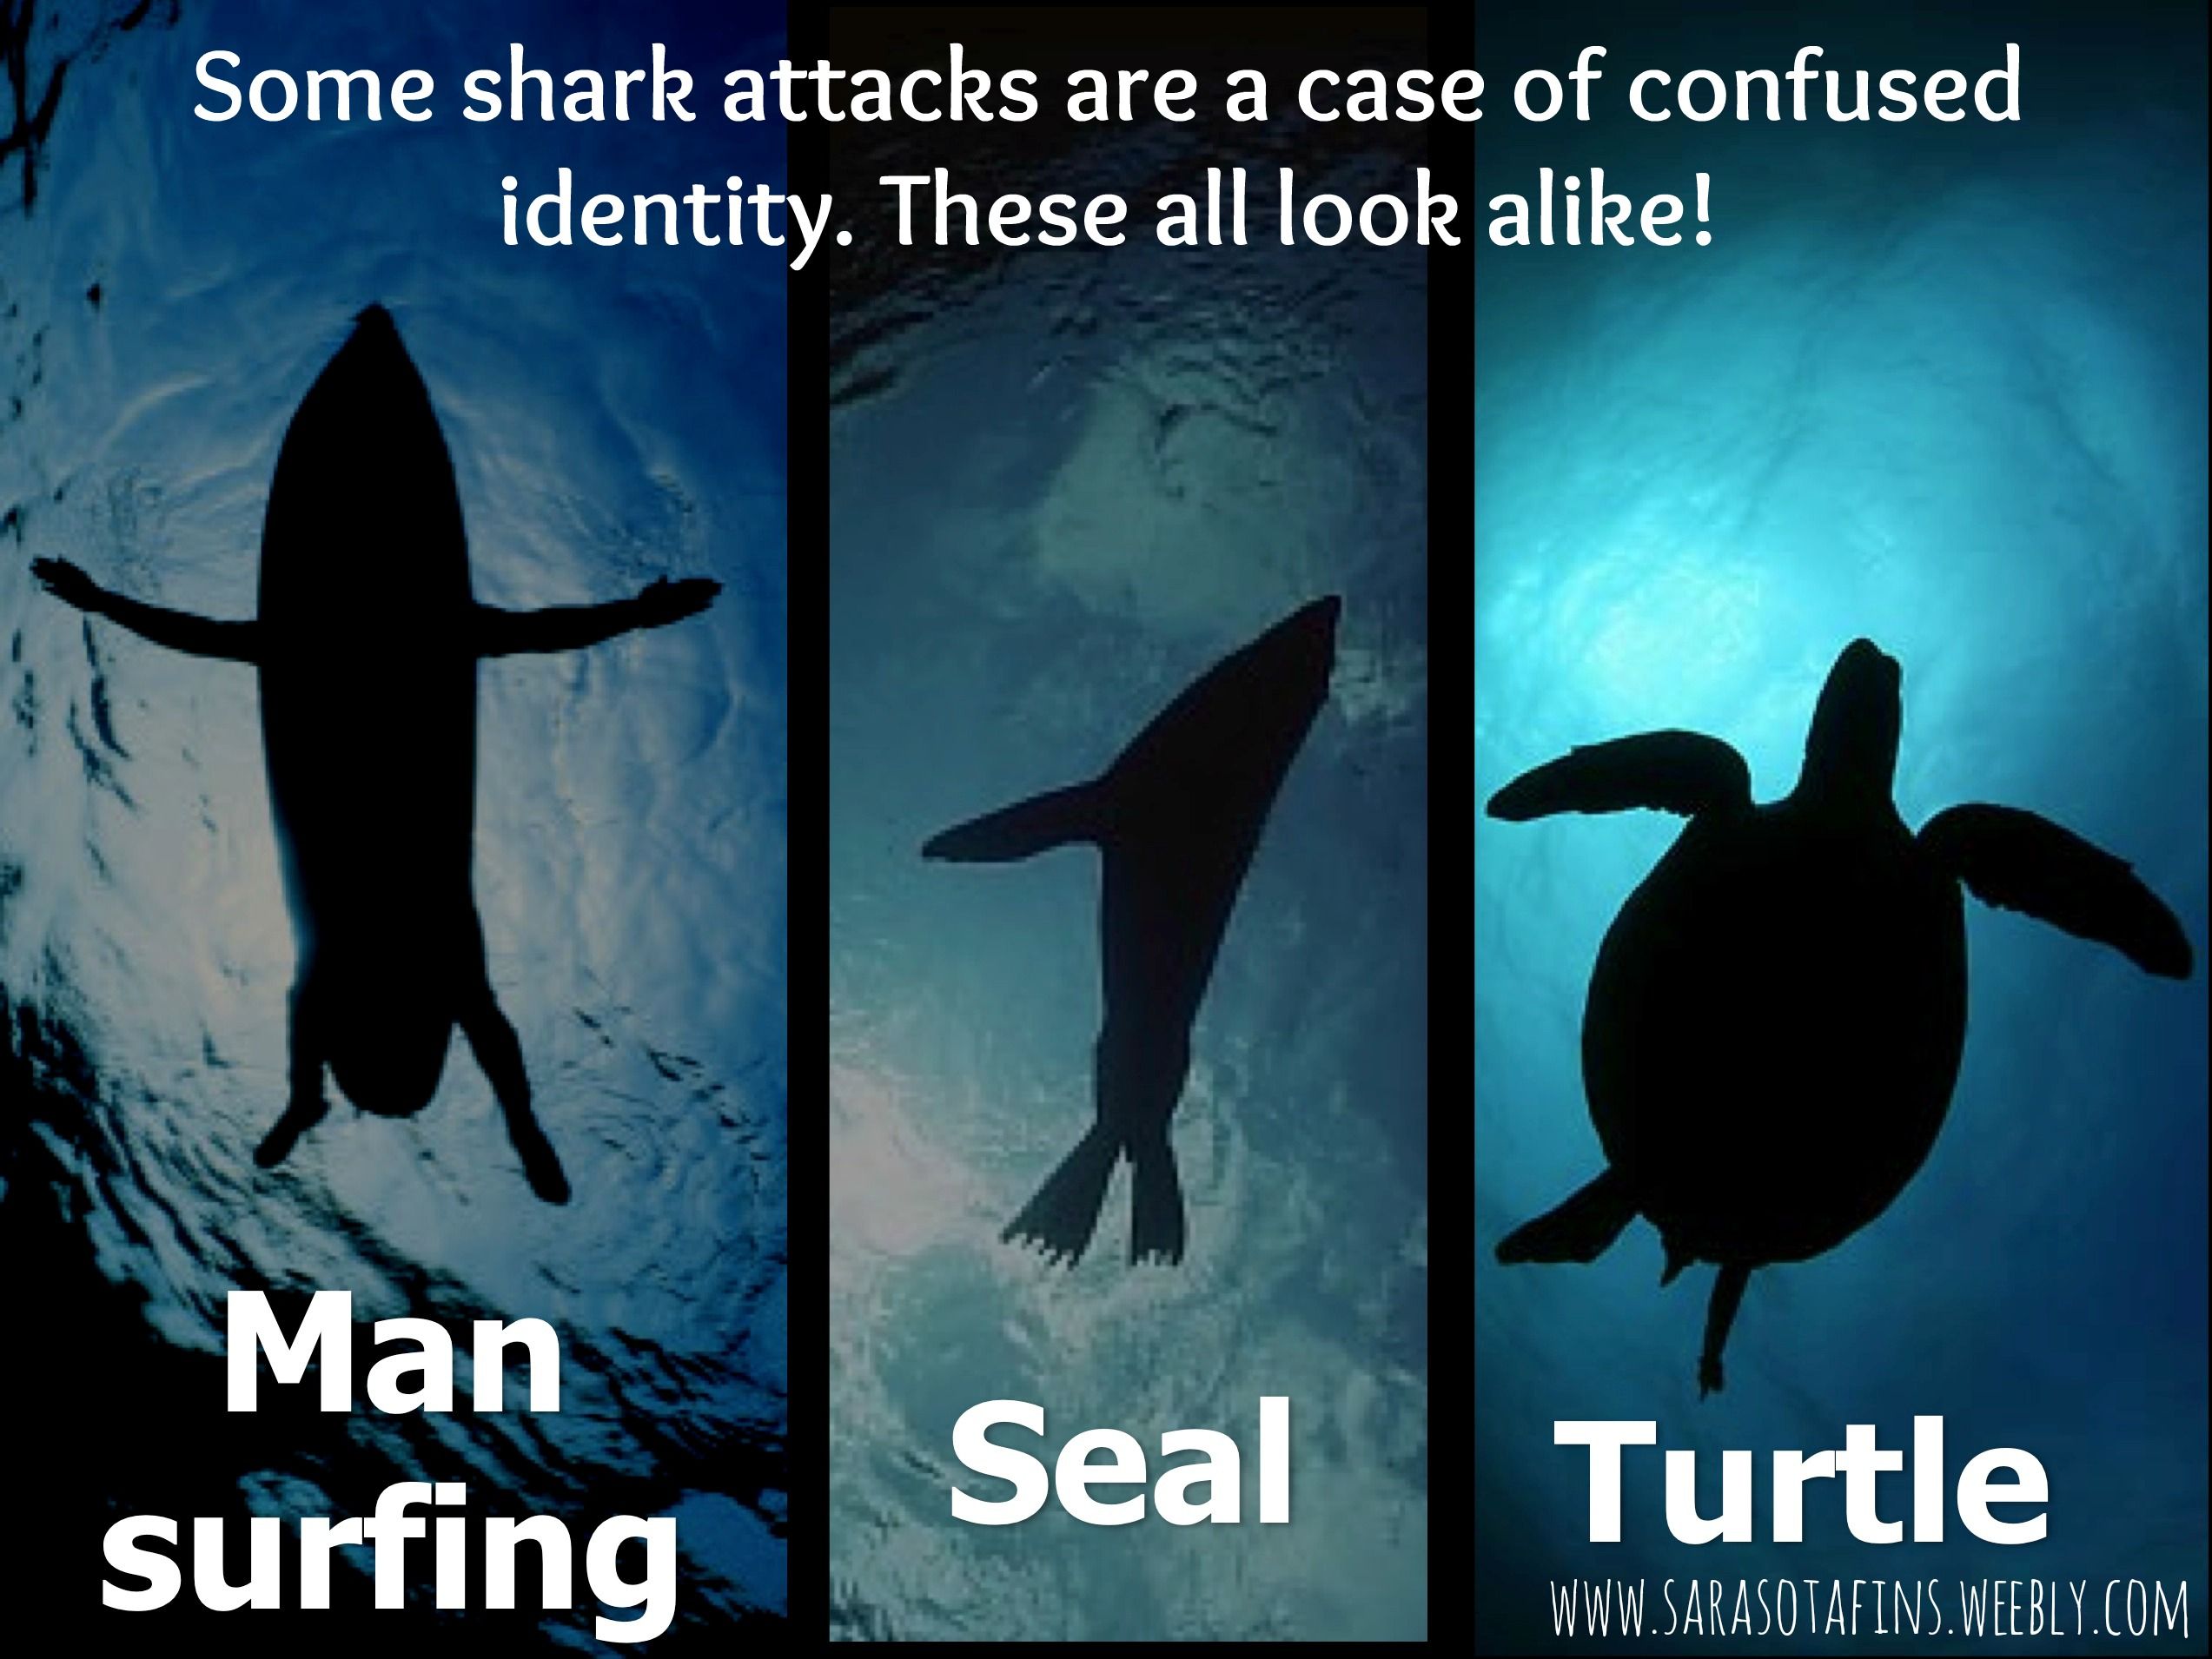 Some shark attacks are a case of confused
identity. These all look alike!
Man
surfing
Seal
Turtle
www.sarasotafins.weebly.com